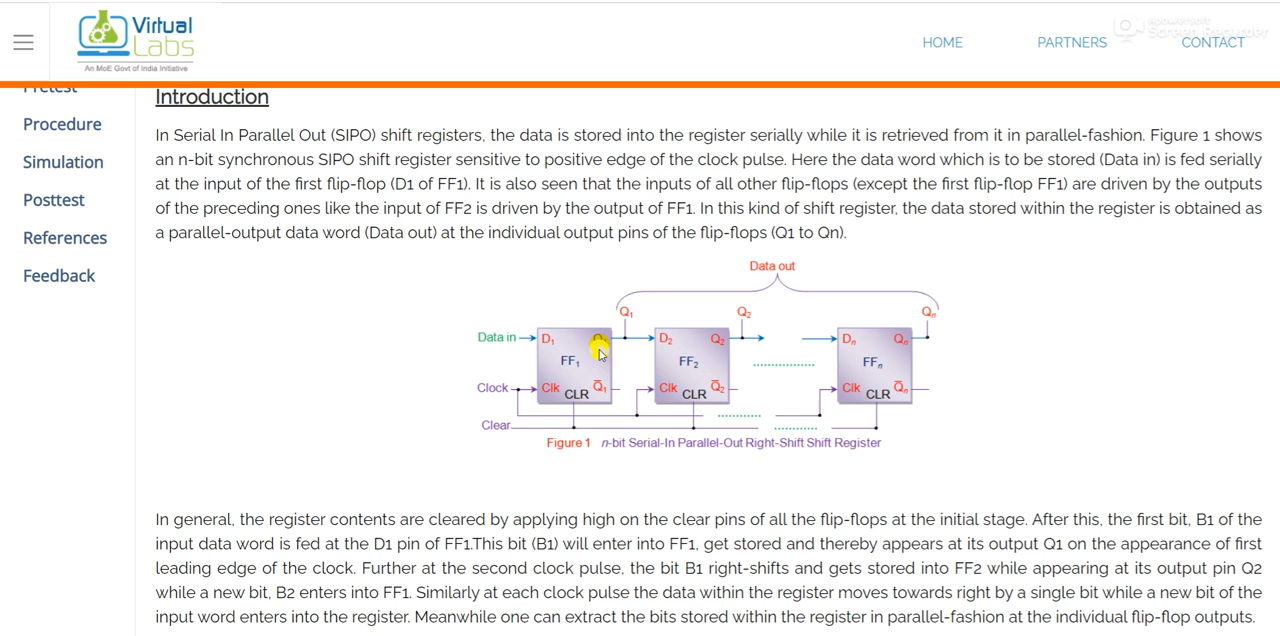 Virtual
Labs
An MoE Govt of India Initiative
HOME
PARTNERS
CONTACT
Apowersoft
Screen Recorder
Pretest
Procedure
Simulation
Posttest
References
Feedback
Introduction
In Serial In Parallel Out (SIPO) shift registers, the data is stored into the register serially while it is retrieved from it in parallel-fashion. Figure 1 shows
an n-bit synchronous SIPO shift register sensitive to positive edge of the clock pulse. Here the data word which is to be stored (Data in) is fed serially
at the input of the first flip-flop (D1 of FF1). It is also seen that the inputs of all other flip-flops (except the first flip-flop FF1) are driven by the outputs
of the preceding ones like the input of FF2 is driven by the output of FF1. In this kind of shift register, the data stored within the register is obtained as
a parallel-output data word (Data out) at the individual output pins of the flip-flops (Q1 to Qn).
Data out
Q₁ Q₂ Qₙ
Data in D₁ D₂ Q₂ Dₙ Qₙ
FF₁ FF₂ FFₙ
Clock Clk Q̅₁ Clk Q̅₂ Clk Q̅ₙ
CLR CLR CLR
Clear
Figure 1 n-bit Serial-In Parallel-Out Right-Shift Shift Register
In general, the register contents are cleared by applying high on the clear pins of all the flip-flops at the initial stage. After this, the first bit, B1 of the
input data word is fed at the D1 pin of FF1.This bit (B1) will enter into FF1, get stored and thereby appears at its output Q1 on the appearance of first
leading edge of the clock. Further at the second clock pulse, the bit B1 right-shifts and gets stored into FF2 while appearing at its output pin Q2
while a new bit, B2 enters into FF1. Similarly at each clock pulse the data within the register moves towards right by a single bit while a new bit of the
input word enters into the register. Meanwhile one can extract the bits stored within the register in parallel-fashion at the individual flip-flop outputs.